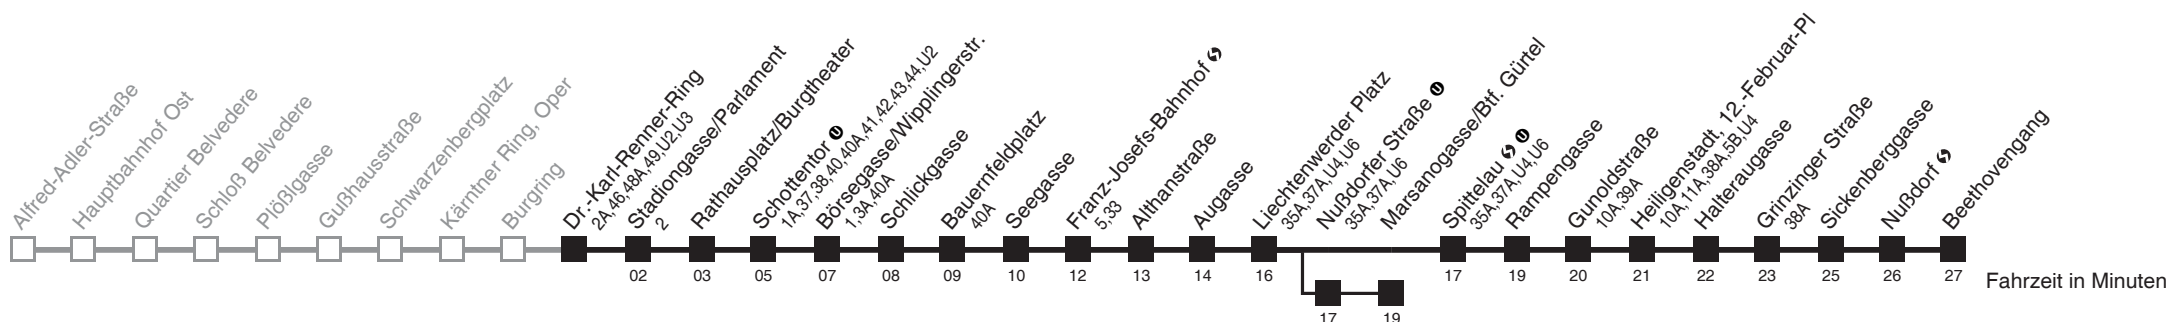 Alfred-Adler-Straße
Hauptbahnhof Ost
Quartier Belvedere
Schloß Belvedere
Plößlgasse
Gußhausstraße
Schwarzenbergplatz
Kärntner Ring, Oper
Burgring
Dr.-Karl-Renner-Ring
2A,46,48A,49,U2,U3
Stadiongasse/Parlament
2
Rathausplatz/Burgtheater
Schottentor U
1A,37,38,40,40A,41,42,43,44,U2
Börsegasse/Wipplingerstr.
1,3A,40A
Schlickgasse
Bauernfeldplatz
40A
Seegasse
Franz-Josefs-Bahnhof S
5,33
Althanstraße
Augasse
Liechtenwerder Platz
35A,37A,U4,U6
Nußdorfer Straße U
35A,37A,U6
Marsanogasse/Btf. Gürtel
Spittelau S U
35A,37A,U4,U6
Rampengasse
Gunoldstraße
10A,39A
Heiligenstadt, 12.-Februar-Pl
10A,11A,38A,5B,U4
Halteraugasse
Grinzinger Straße
38A
Sickenberggasse
Nußdorf S
Beethovengang
02 03 05 07 08 09 10 12 13 14 16 17 19 20 21 22 23 25 26 27
Fahrzeit in Minuten
17 19